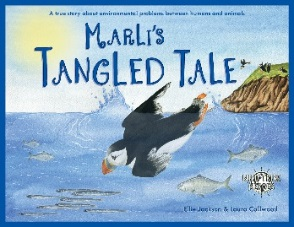 A true story about environmental problems between humans and animals
MARLI'S
TANGLED TALE
Ellie Jackson & Laura Callwood